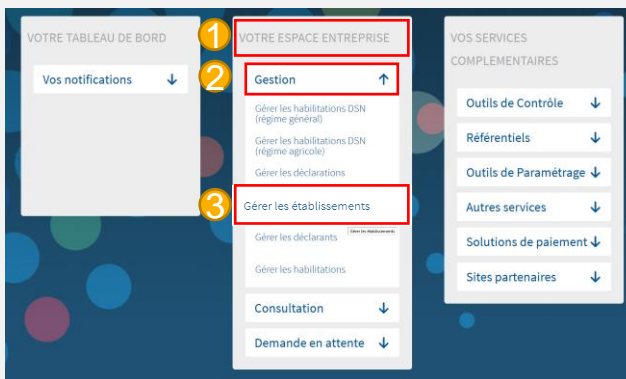 VOTRE TABLEAU DE BORD
Vos notifications
1
VOTRE ESPACE ENTREPRISE
2
Gestion
Gérer les habilitations DSN
(régime général)
Gérer les habilitations DSN
(régime agricole)
Gérer les déclarations
3
Gérer les établissements
Gérer les établissements
Gérer les déclarants
Gérer les habilitations
Consultation
Demande en attente
VOS SERVICES
COMPLEMENTAIRES
Outils de Contrôle
Référentiels
Outils de Paramétrage
Autres services
Solutions de paiement
Sites partenaires